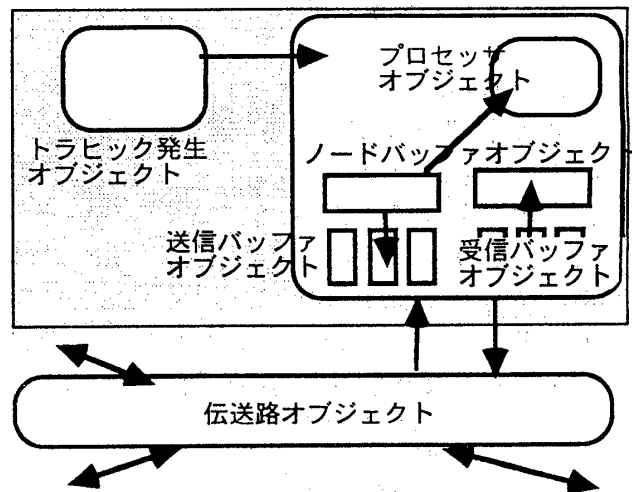 プロセッサ
オブジェクト
トラヒック発生
オブジェクト
ノードバッファオブジェクト
送信バッファ
オブジェクト
受信バッファ
オブジェクト
伝送路オブジェクト